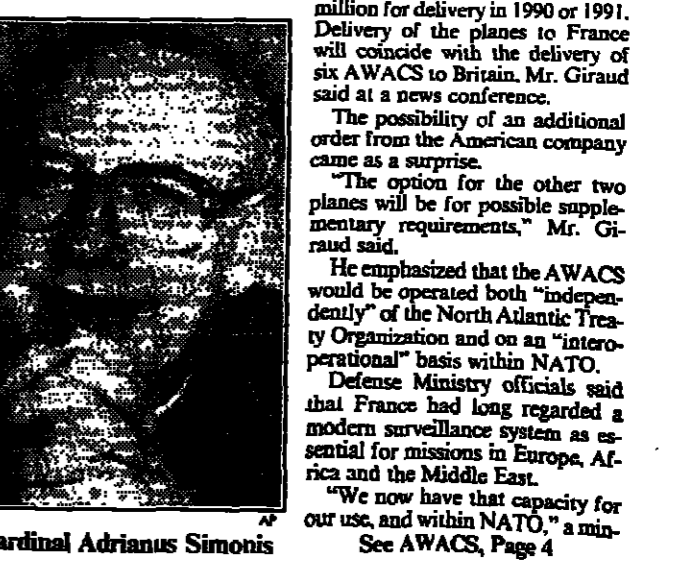 million for delivery in 1990 or 1991.
Delivery of the planes to France
will coincide with the delivery of
six AWACS to Britain, Mr. Giraud
said at a news conference.
The possibility of an additional
order from the American company
came as a surprise.
"The option for the other two
planes will be for possible supple-
mentary requirements," Mr. Gi-
raud said.
He emphasized that the AWACS
would be operated both "indepen-
dently" of the North Atlantic Trea-
ty Organization and on an "intero-
perational" basis within NATO.
Defense Ministry officials said
that France had long regarded a
modern surveillance system as es-
sential for missions in Europe, Af-
rica and the Middle East.
"We now have that capacity for
our use, and within NATO," a min-
See AWACS, Page 4
AP
ardinal Adrianus Simonis